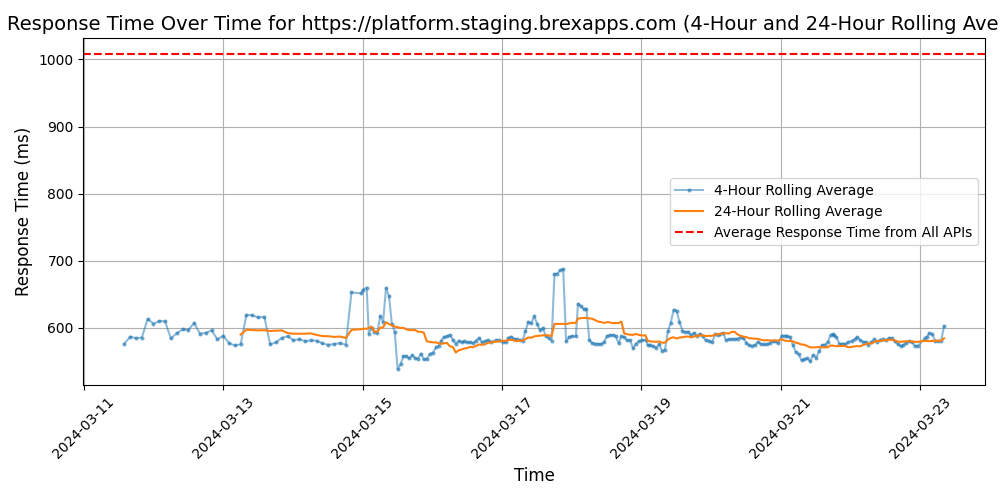 Response Time Over Time for https://platform.staging.brexapps.com (4-Hour and 24-Hour Rolling Ave
1000
900
800
700
600
Response Time (ms)
4-Hour Rolling Average
24-Hour Rolling Average
Average Response Time from All APIs
2024-03-11
2024-03-13
2024-03-15
2024-03-17
2024-03-19
2024-03-21
2024-03-23
Time